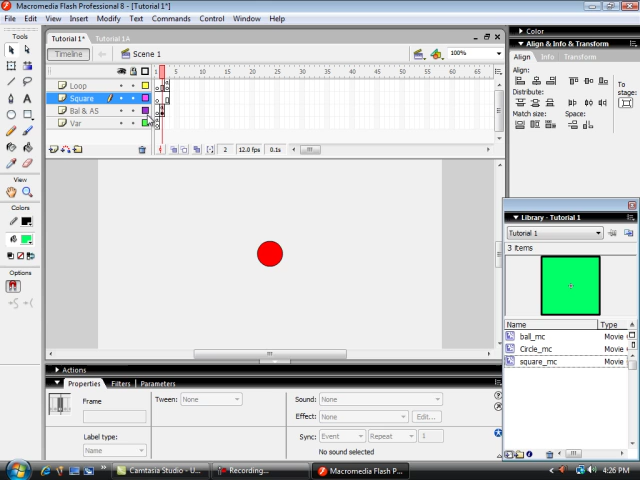 Macromedia Flash Professional 8 - [Tutorial 1*]
File Edit View Insert Modify Text Commands Control Window Help
Tools
View
Colors
Options
Tutorial 1* Tutorial 1A
Timeline Scene 1 100%
1 5 10 15 20 25 30 35 40 45 50 55 60 65
Loop
Square
Bal & AS
Var
2 12.0 fps 0.1s
Color
Align & Info & Transform
Align Info Transform
Align:
Distribute:
Match size: Space:
To stage:
Library - Tutorial 1
Tutorial 1
3 items
Name Type
ball_mc Movie
Circle_mc Movie
square_mc Movie
Actions
Properties Filters Parameters
Frame Tween: None Sound: None
Effect: None Edit...
Label type: Sync: Event Repeat 1
Name No sound selected
Camtasia Studio - U... Recording... Macromedia Flash P... 4:26 PM